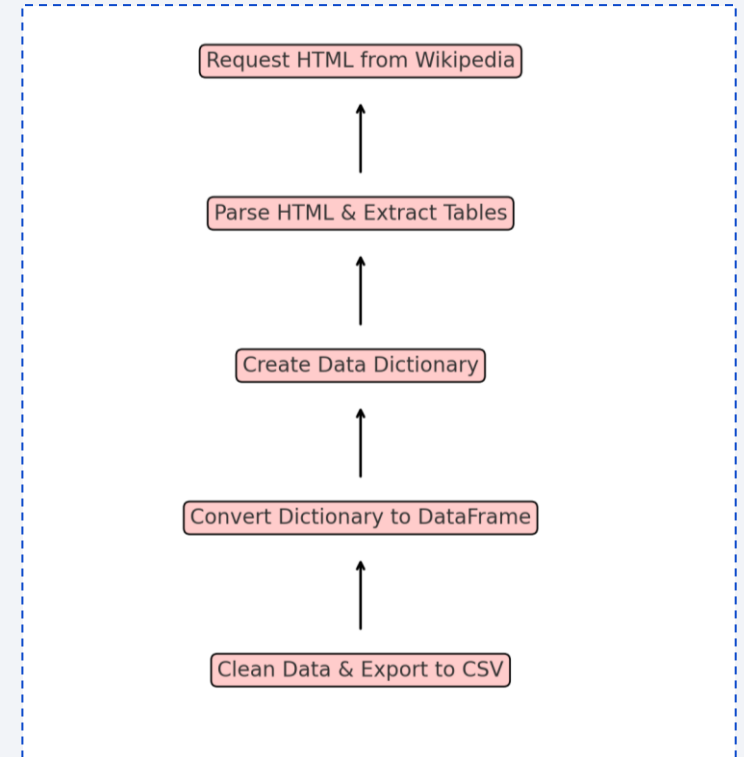 Request HTML from Wikipedia
Parse HTML & Extract Tables
Create Data Dictionary
Convert Dictionary to DataFrame
Clean Data & Export to CSV